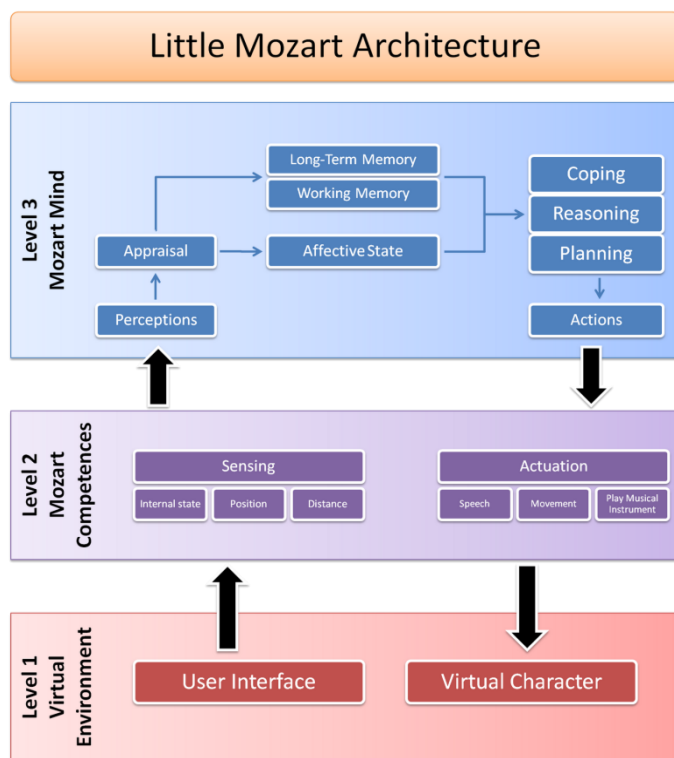 Little Mozart Architecture
Level 3
Mozart Mind
Long-Term Memory
Working Memory
Appraisal
Affective State
Perceptions
Coping
Reasoning
Planning
Actions
Level 2
Mozart
Competences
Sensing
Internal state
Position
Distance
Actuation
Speech
Movement
Play Musical
Instrument
Level 1
Virtual
Environment
User Interface
Virtual Character